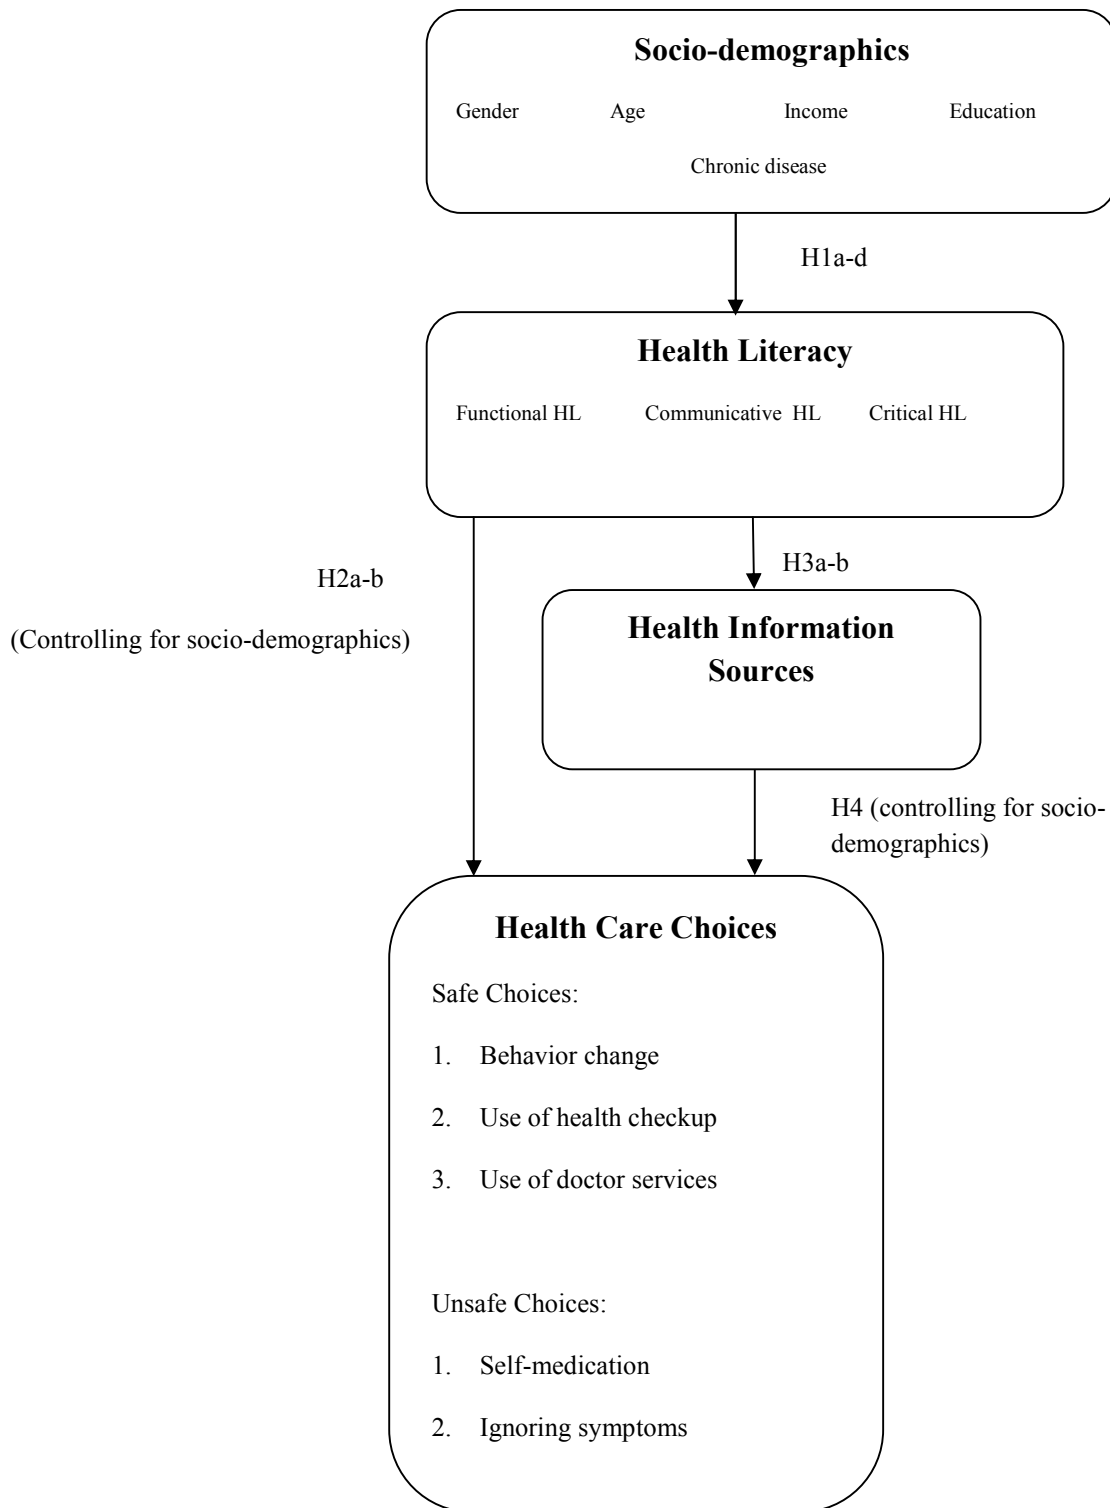 Socio-demographics
Gender Age Income Education
Chronic disease
H1a-d
Health Literacy
Functional HL Communicative HL Critical HL
H2a-b
(Controlling for socio-demographics)
H3a-b
Health Information
Sources
H4 (controlling for socio-
demographics)
Health Care Choices
Safe Choices:
1. Behavior change
2. Use of health checkup
3. Use of doctor services
Unsafe Choices:
1. Self-medication
2. Ignoring symptoms